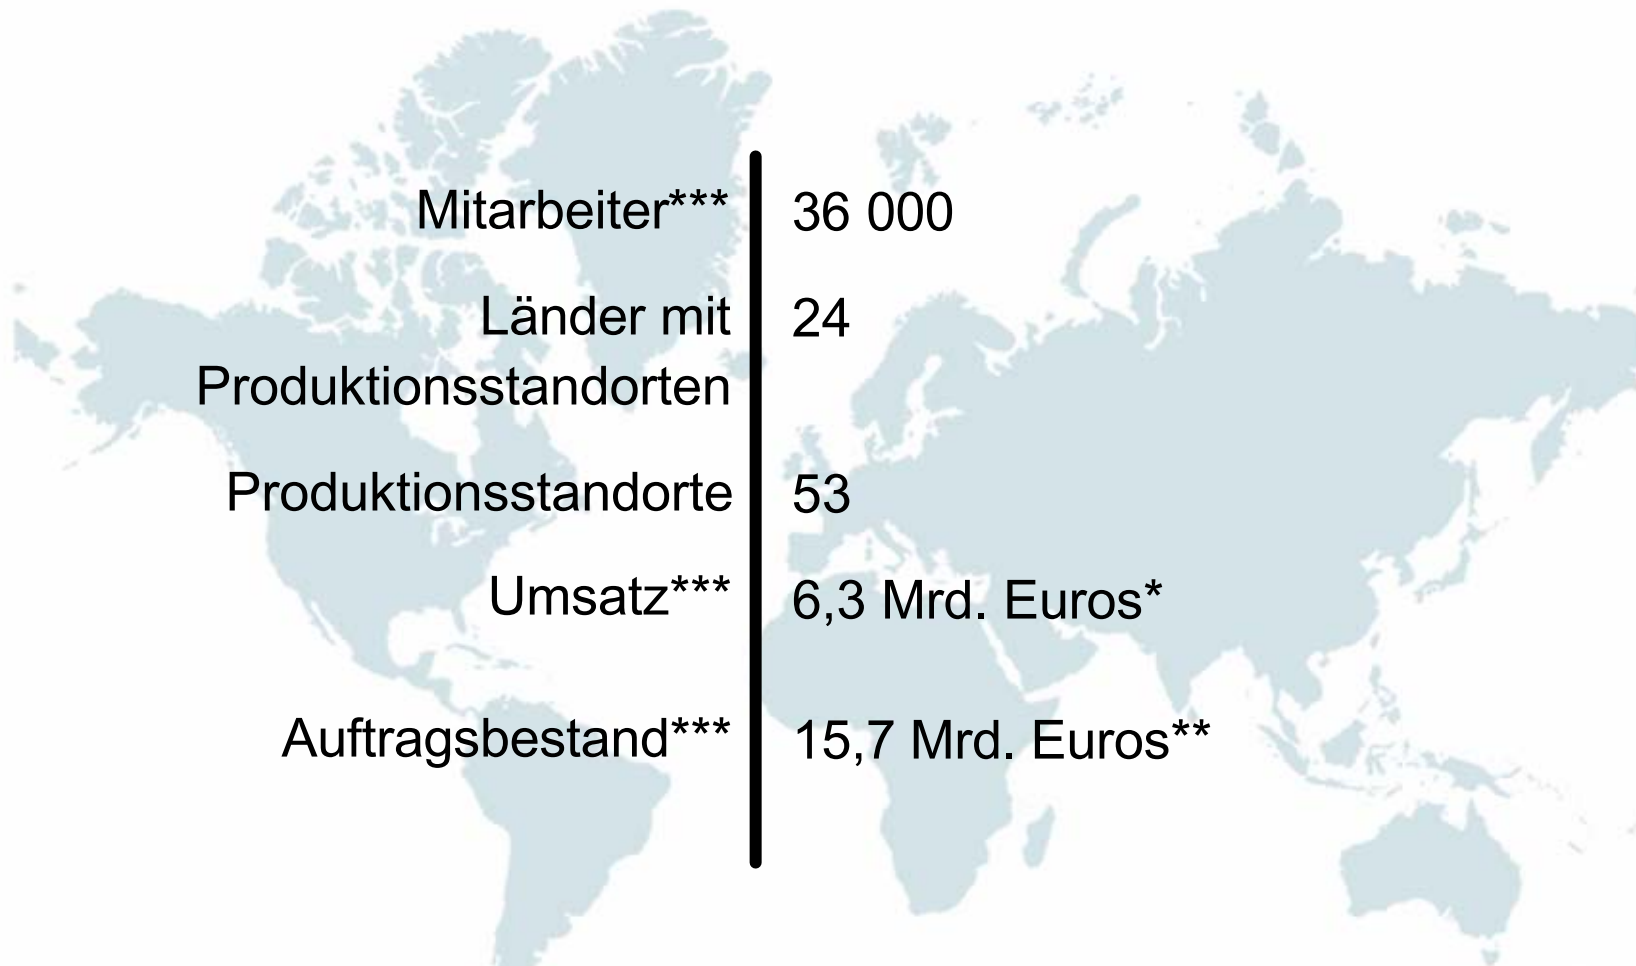 Mitarbeiter*** 36 000
Länder mit 24
Produktionsstandorten
Produktionsstandorte 53
Umsatz*** 6,3 Mrd. Euros*
Auftragsbestand*** 15,7 Mrd. Euros**